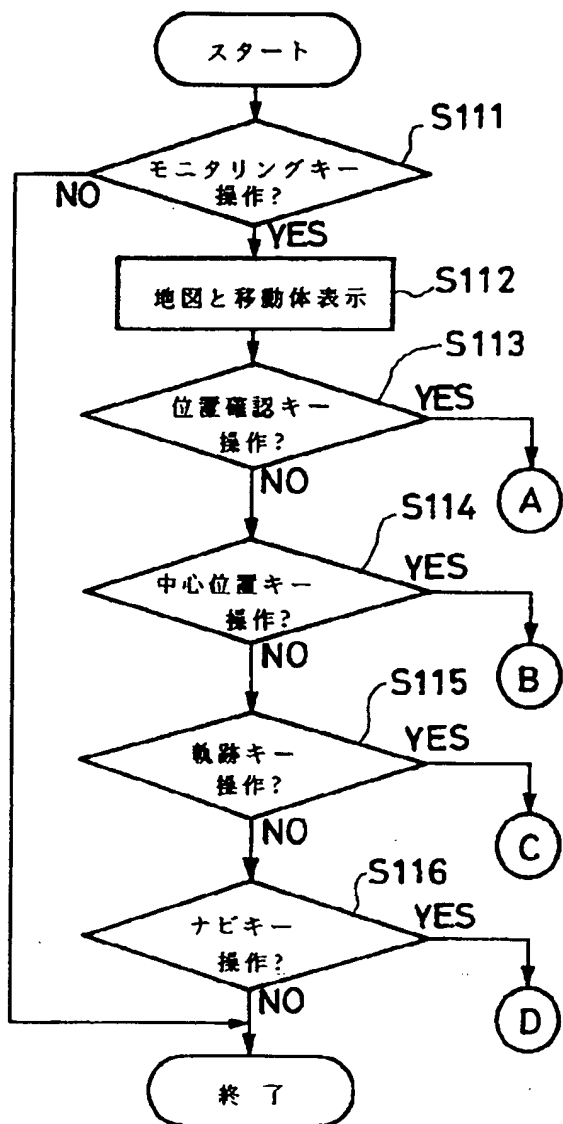 スタート
S111
モニタリングキー
操作?
NO
YES
地図と移動体表示
S112
S113
位置確認キー
操作?
YES
NO
A
S114
中心位置キー
操作?
YES
NO
B
S115
軌跡キー
操作?
YES
NO
C
S116
ナビキー
操作?
YES
NO
D
終了